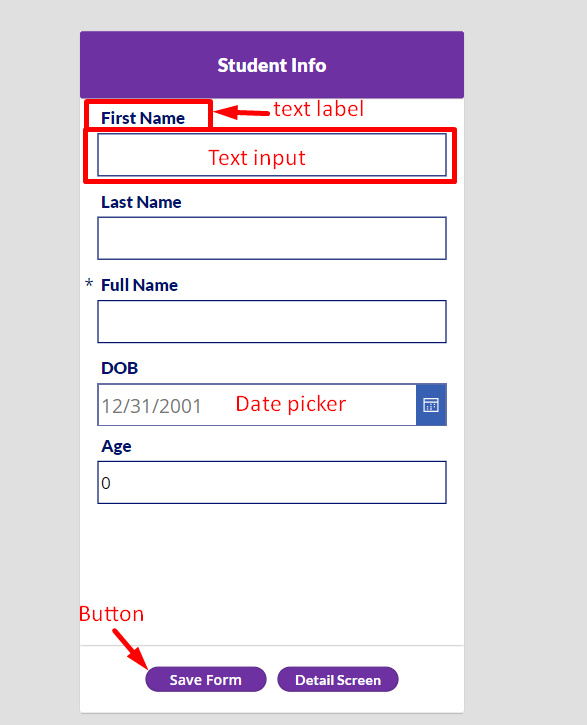 Student Info
First Name
text label
Text input
Last Name
* Full Name
DOB
12/31/2001
Date picker
Age
0
Button
Save Form
Detail Screen